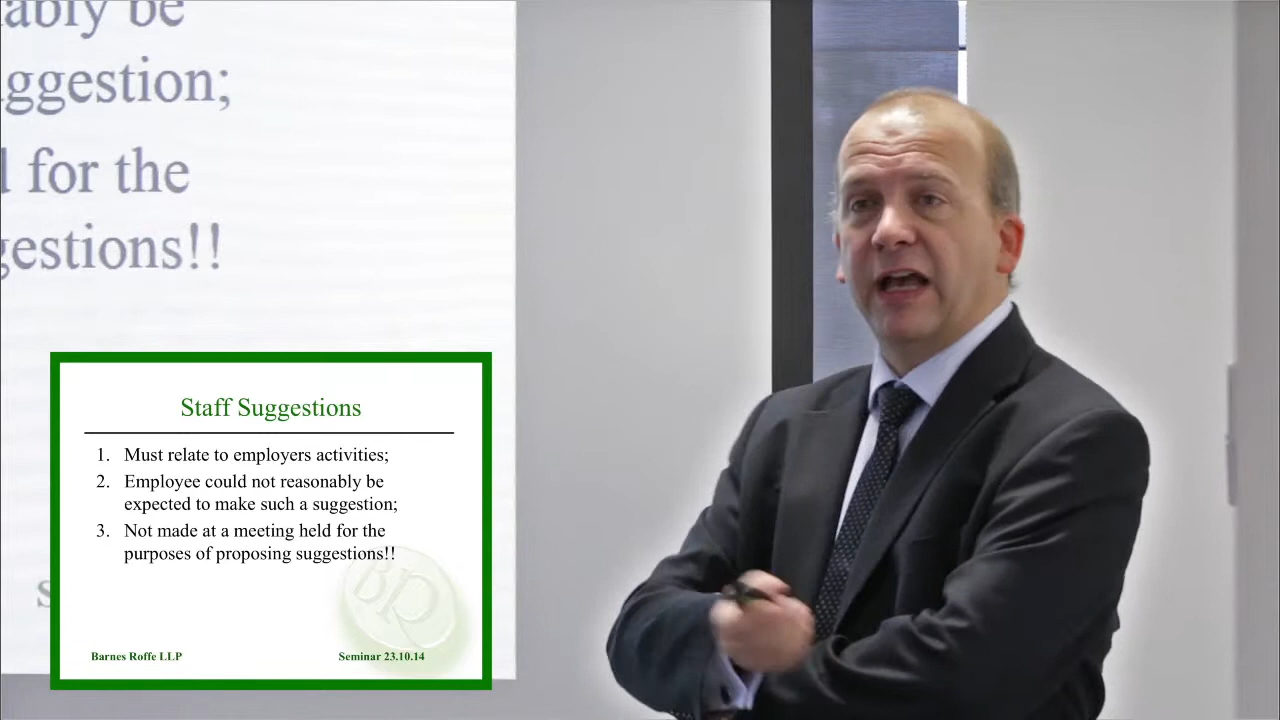 ably be
ggestion;
for the
gestions!!
Staff Suggestions
1. Must relate to employers activities;
2. Employee could not reasonably be
expected to make such a suggestion;
3. Not made at a meeting held for the
purposes of proposing suggestions!!
BR
Barnes Roffe LLP
Seminar 23.10.14